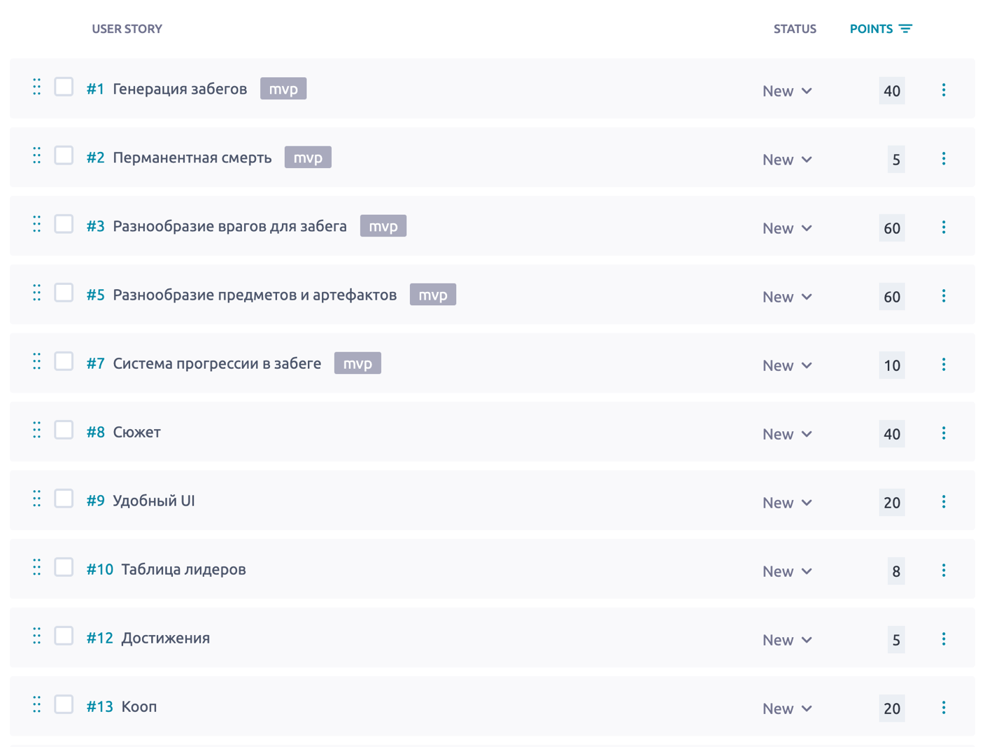 USER STORY STATUS POINTS
#1 Генерация забегов mvp New 40
#2 Перманентная смерть mvp New 5
#3 Разнообразие врагов для забега mvp New 60
#5 Разнообразие предметов и артефактов mvp New 60
#7 Система прогрессии в забеге mvp New 10
#8 Сюжет New 40
#9 Удобный UI New 20
#10 Таблица лидеров New 8
#12 Достижения New 5
#13 Кооп New 20